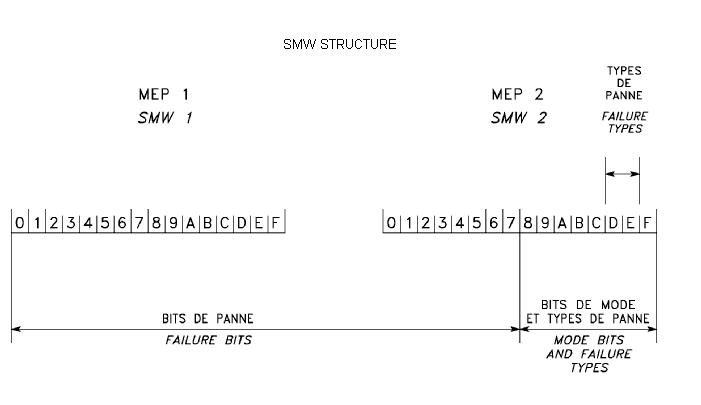 SMW STRUCTURE
TYPES
DE
PANNE
MEP 1
MEP 2
SMW 1
SMW 2
FAILURE
TYPES
0 1 2 3 4 5 6 7 8 9 A B C D E F
0 1 2 3 4 5 6 7 8 9 A B C D E F
BITS DE PANNE
FAILURE BITS
BITS DE MODE
ET TYPES DE PANNE
MODE BITS
AND FAILURE
TYPES